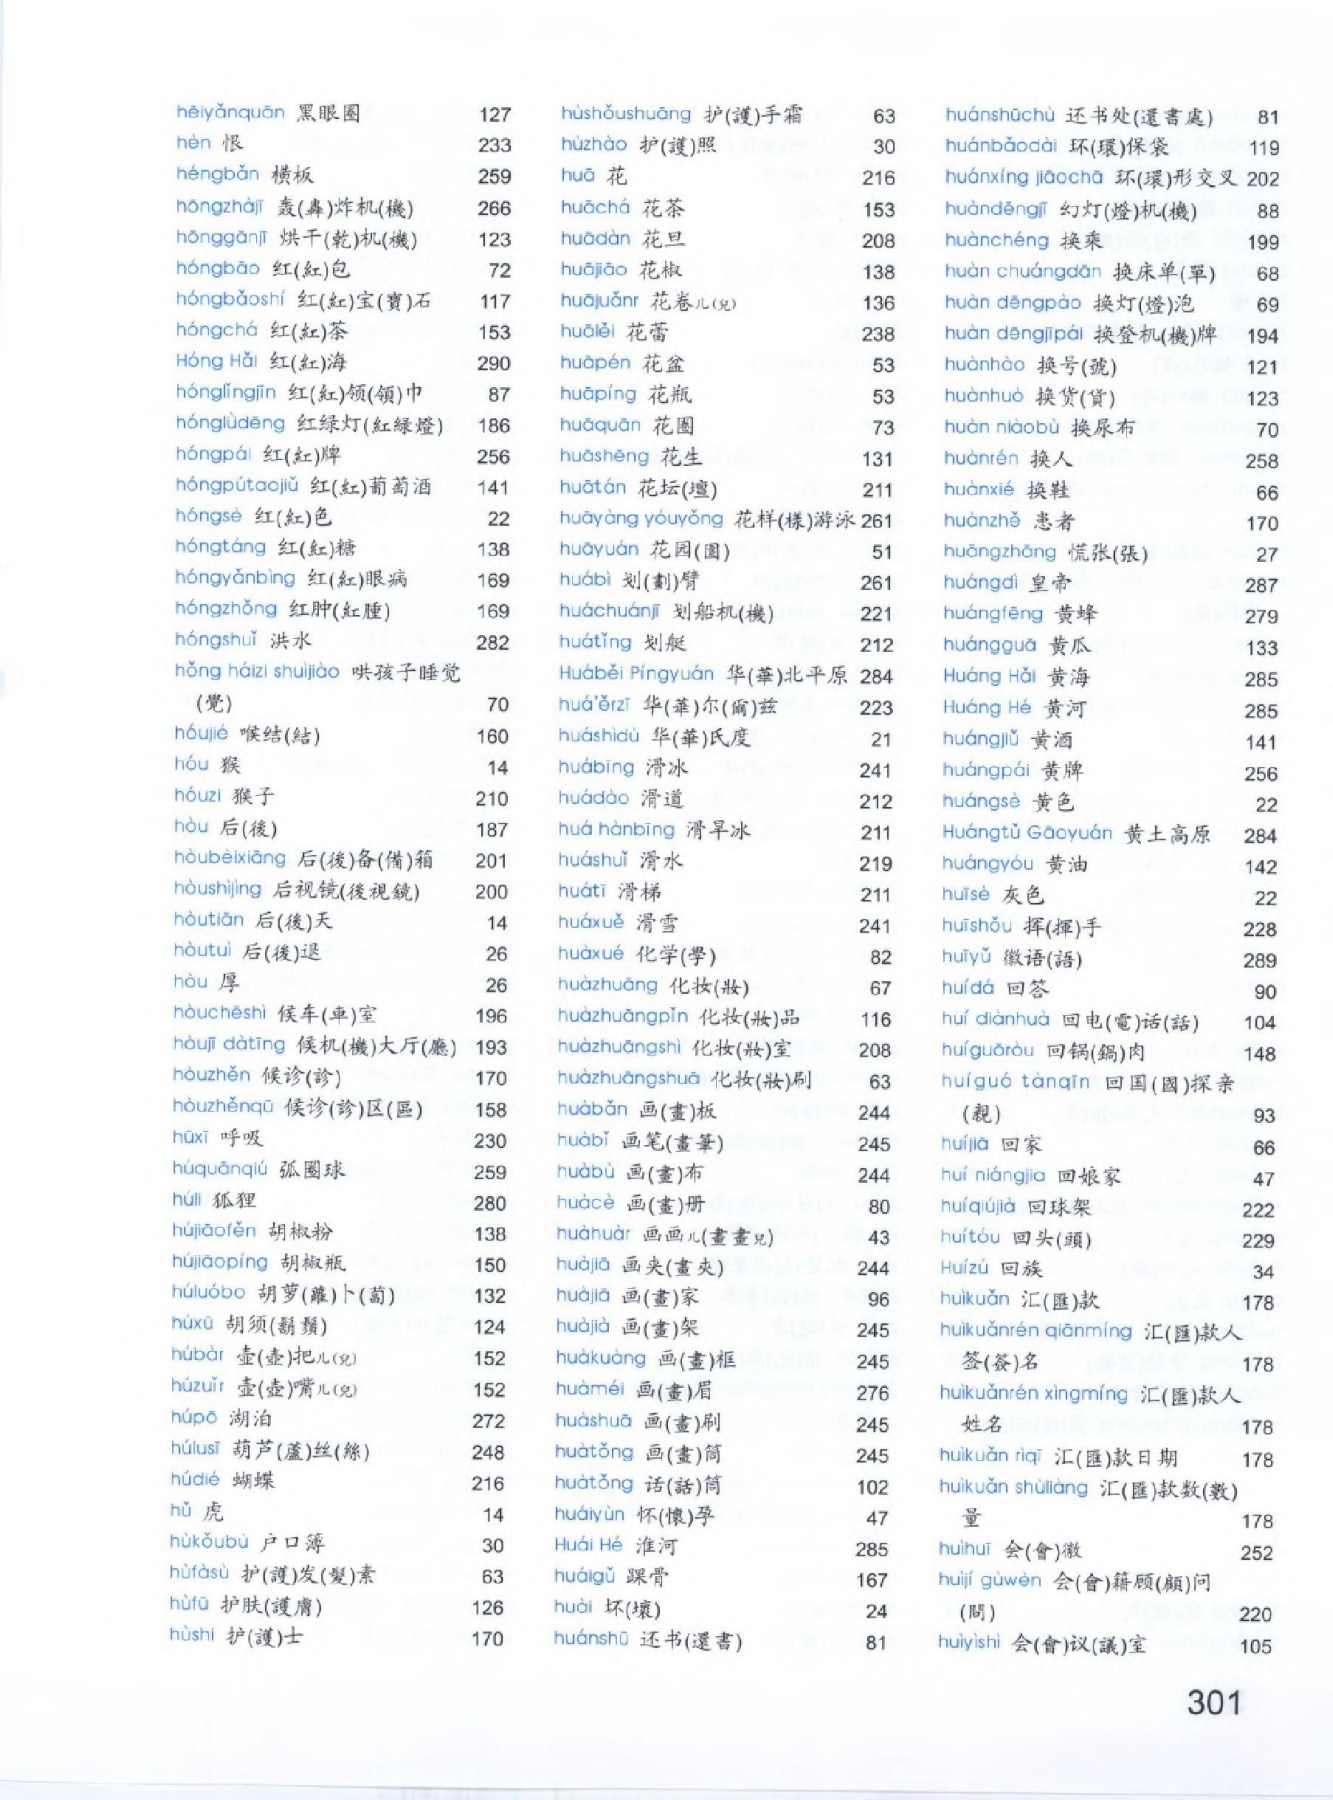 hēiyǎnquān 黑眼圈 127
hèn 恨 233
héngbǎn 横板 259
hōngzhàjī 轰(轟)炸机(機) 266
hōnggānjī 烘干(乾)机(機) 123
hóngbāo 红(紅)包 72
hóngbǎoshí 红(紅)宝(寶)石 117
hóngchá 红(紅)茶 153
Hóng Hǎi 红(紅)海 290
hónglǐngjīn 红(紅)领(領)巾 87
hónglǜdēng 红绿灯(紅緑燈) 186
hóngpái 红(紅)牌 256
hóngpútaojiǔ 红(紅)葡萄酒 141
hóngsè 红(紅)色 22
hóngtáng 红(紅)糖 138
hóngyǎnbìng 红(紅)眼病 169
hóngzhǒng 红肿(紅腫) 169
hóngshuǐ 洪水 282
hǒng háizi shuìjiào 哄孩子睡觉
(覺) 70
hóujié 喉结(結) 160
hóu 猴 14
hóuzi 猴子 210
hòu 后(後) 187
hòubèixiāng 后(後)备(備)箱 201
hòushìjìng 后视镜(後視鏡) 200
hòutiān 后(後)天 14
hòutuì 后(後)退 26
hòu 厚 26
hòuchēshì 候车(車)室 196
hòujī dàtīng 候机(機)大厅(廳) 193
hòuzhěn 候诊(診) 170
hòuzhěnqū 候诊(診)区(區) 158
hūxī 呼吸 230
húquānqiú 弧圈球 259
húli 狐狸 280
hújiāofěn 胡椒粉 138
hújiāopíng 胡椒瓶 150
húluóbo 胡萝(蘿)卜(蔔) 132
húxū 胡须(鬍鬚) 124
húbàr 壶(壺)把儿(兒) 152
húzuǐr 壶(壺)嘴儿(兒) 152
húpō 湖泊 272
húlusī 葫芦(蘆)丝(絲) 248
húdié 蝴蝶 216
hǔ 虎 14
hùkǒubù 户口簿 30
hùfàsù 护(護)发(髮)素 63
hùfū 护肤(護膚) 126
hùshi 护(護)士 170
hùshǒushuāng 护(護)手霜 63
hùzhào 护(護)照 30
huā 花 216
huāchá 花茶 153
huādàn 花旦 208
huājiāo 花椒 138
huājuǎnr 花卷儿(兒) 136
huālěi 花蕾 238
huāpén 花盆 53
huāpíng 花瓶 53
huāquān 花圈 73
huāshēng 花生 131
huātán 花坛(壇) 211
huāyàng yóuyǒng 花样(樣)游泳 261
huāyuán 花园(園) 51
huábì 划(劃)臂 261
huáchuánjī 划船机(機) 221
huátǐng 划艇 212
Huáběi Píngyuán 华(華)北平原 284
huá'ěrzī 华(華)尔(爾)兹 223
huáshìdù 华(華)氏度 21
huábīng 滑冰 241
huádào 滑道 212
huá hànbīng 滑旱冰 211
huáshuǐ 滑水 219
huátī 滑梯 211
huáxuě 滑雪 241
huàxué 化学(學) 82
huàzhuāng 化妆(妝) 67
huàzhuāngpǐn 化妆(妝)品 116
huàzhuāngshì 化妆(妝)室 208
huàzhuāngshuā 化妆(妝)刷 63
huàbǎn 画(畫)板 244
huàbǐ 画笔(畫筆) 245
huàbù 画(畫)布 244
huàcè 画(畫)册 80
huàhuàr 画画儿(畫畫兒) 43
huàjiā 画夹(畫夾) 244
huàjiā 画(畫)家 96
huàjià 画(畫)架 245
huàkuàng 画(畫)框 245
huàméi 画(畫)眉 276
huàshuā 画(畫)刷 245
huàtǒng 画(畫)筒 245
huàtǒng 话(話)筒 102
huáiyùn 怀(懷)孕 47
Huái Hé 淮河 285
huáigǔ 踝骨 167
huài 坏(壞) 24
huánshū 还书(還書) 81
huánshūchù 还书处(還書處) 81
huánbǎodài 环(環)保袋 119
huánxíng jiāochā 环(環)形交叉 202
huàndēngjī 幻灯(燈)机(機) 88
huànchéng 换乘 199
huàn chuángdān 换床单(單) 68
huàn dēngpào 换灯(燈)泡 69
huàn dēngjīpái 换登机(機)牌 194
huànhào 换号(號) 121
huànhuò 换货(貨) 123
huàn niàobù 换尿布 70
huànrén 换人 258
huànxié 换鞋 66
huànzhě 患者 170
huāngzhāng 慌张(張) 27
huángdì 皇帝 287
huángfēng 黄蜂 279
huángguā 黄瓜 133
Huáng Hǎi 黄海 285
Huáng Hé 黄河 285
huángjiǔ 黄酒 141
huángpái 黄牌 256
huángsè 黄色 22
Huángtǔ Gāoyuán 黄土高原 284
huángyóu 黄油 142
huīsè 灰色 22
huīshǒu 挥(揮)手 228
huīyǔ 徽语(語) 289
huídá 回答 90
huí diànhuà 回电(電)话(話) 104
huíguōròu 回锅(鍋)肉 148
huíguó tànqīn 回国(國)探亲
(親) 93
huíjiā 回家 66
huí niángjia 回娘家 47
huíqiújià 回球架 222
huítóu 回头(頭) 229
Huízú 回族 34
huìkuǎn 汇(匯)款 178
huìkuǎnrén qiānmíng 汇(匯)款人
签(簽)名 178
huìkuǎnrén xìngmíng 汇(匯)款人
姓名 178
huìkuǎn rìqī 汇(匯)款日期 178
huìkuǎn shùliàng 汇(匯)款数(數)
量 178
huìhuī 会(會)徽 252
huìjí gùwèn 会(會)籍顾(顧)问
(問) 220
huìyìshì 会(會)议(議)室 105
301